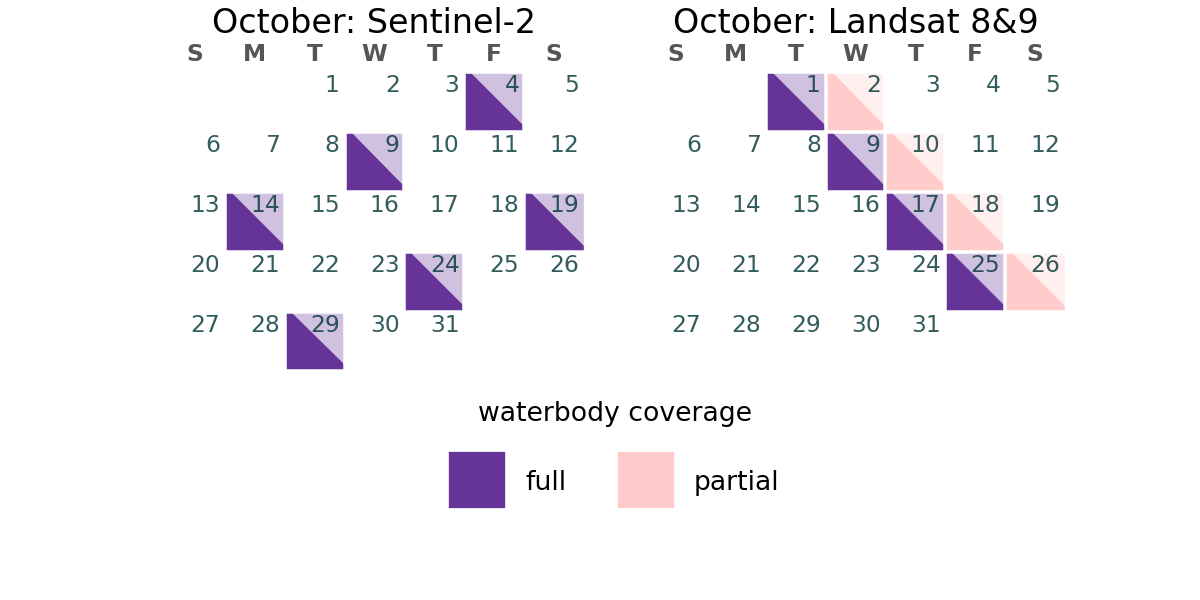 October: Sentinel-2
S M T W T F S
1 2 3 4 5
6 7 8 9 10 11 12
13 14 15 16 17 18 19
20 21 22 23 24 25 26
27 28 29 30 31
October: Landsat 8&9
S M T W T F S
1 2 3 4 5
6 7 8 9 10 11 12
13 14 15 16 17 18 19
20 21 22 23 24 25 26
27 28 29 30 31
waterbody coverage
full
partial